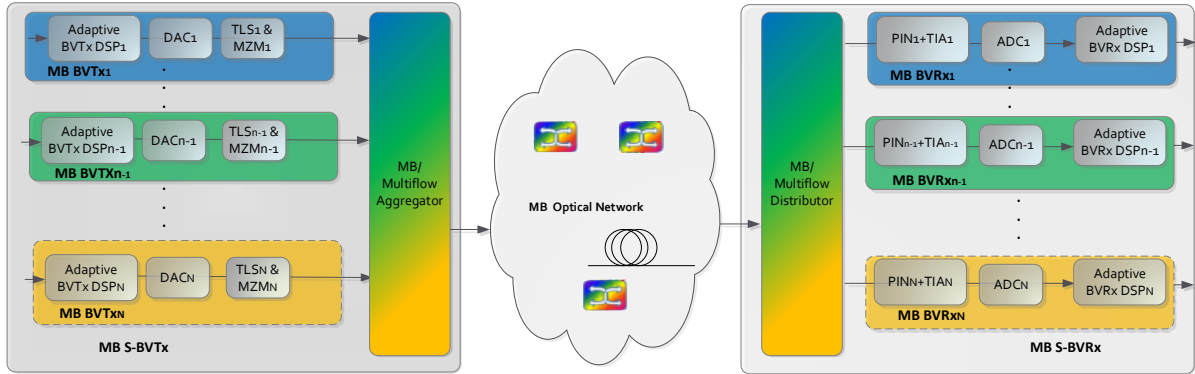 Adaptive
BVTx DSP1
DAC1
TLS1 &
MZM1
MB BVTx1
Adaptive
BVTx DSPn-1
DACn-1
TLSn-1 &
MZMn-1
MB BVTXn-1
Adaptive
BVTx DSPN
DACN
TLSN &
MZMN
MB BVTxN
MB S-BVTx
MB/
Multiflow
Aggregator
MB Optical Network
MB/
Multiflow
Distributor
PIN1+TIA1
ADC1
Adaptive
BVRx DSP1
MB BVRx1
PINn-1+TIAn-1
ADCn-1
Adaptive
BVRx DSPn-1
MB BVRxn-1
PINN+TIAN
ADCN
Adaptive
BVRx DSPN
MB BVRxN
MB S-BVRx